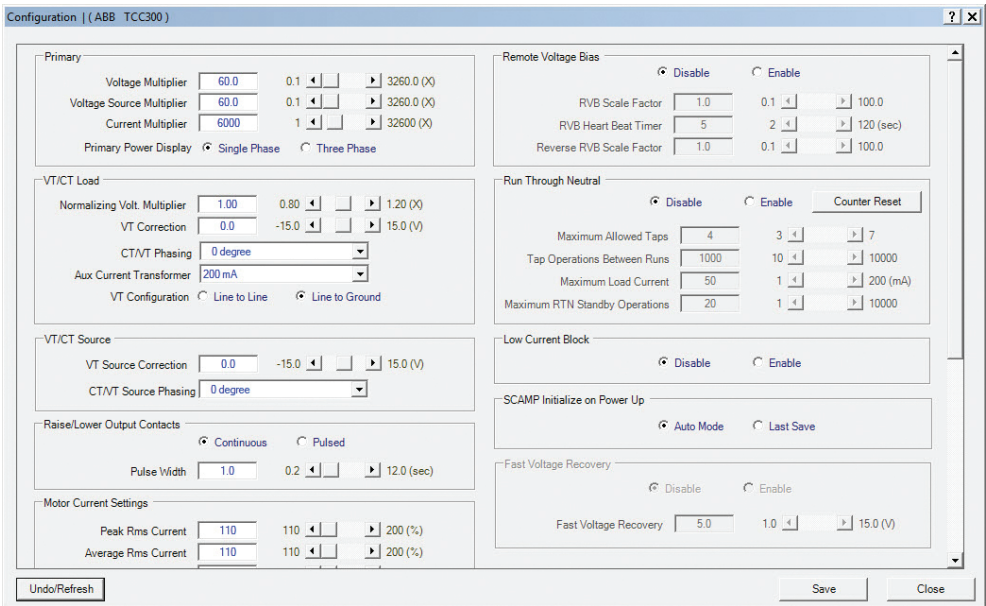 Configuration | ( ABB TCC300 )
Primary
Voltage Multiplier 60.0 0.1 3260.0 (X)
Voltage Source Multiplier 60.0 0.1 3260.0 (X)
Current Multiplier 6000 1 32600 (X)
Primary Power Display Single Phase Three Phase
VT/CT Load
Normalizing Volt. Multiplier 1.00 0.80 1.20 (X)
VT Correction 0.0 -15.0 15.0 (V)
CT/VT Phasing 0 degree
Aux Current Transformer 200 mA
VT Configuration Line to Line Line to Ground
VT/CT Source
VT Source Correction 0.0 -15.0 15.0 (V)
CT/VT Source Phasing 0 degree
Raise/Lower Output Contacts
Continuous Pulsed
Pulse Width 1.0 0.2 12.0 (sec)
Motor Current Settings
Peak Rms Current 110 110 200 (%)
Average Rms Current 110 110 200 (%)
Remote Voltage Bias
Disable Enable
RVB Scale Factor 1.0 0.1 100.0
RVB Heart Beat Timer 5 2 120 (sec)
Reverse RVB Scale Factor 1.0 0.1 100.0
Run Through Neutral
Disable Enable Counter Reset
Maximum Allowed Taps 4 3 7
Tap Operations Between Runs 1000 10 10000
Maximum Load Current 50 1 200 (mA)
Maximum RTN Standby Operations 20 1 10000
Low Current Block
Disable Enable
SCAMP Initialize on Power Up
Auto Mode Last Save
Fast Voltage Recovery
Disable Enable
Fast Voltage Recovery 5.0 1.0 15.0 (V)
Undo/Refresh Save Close